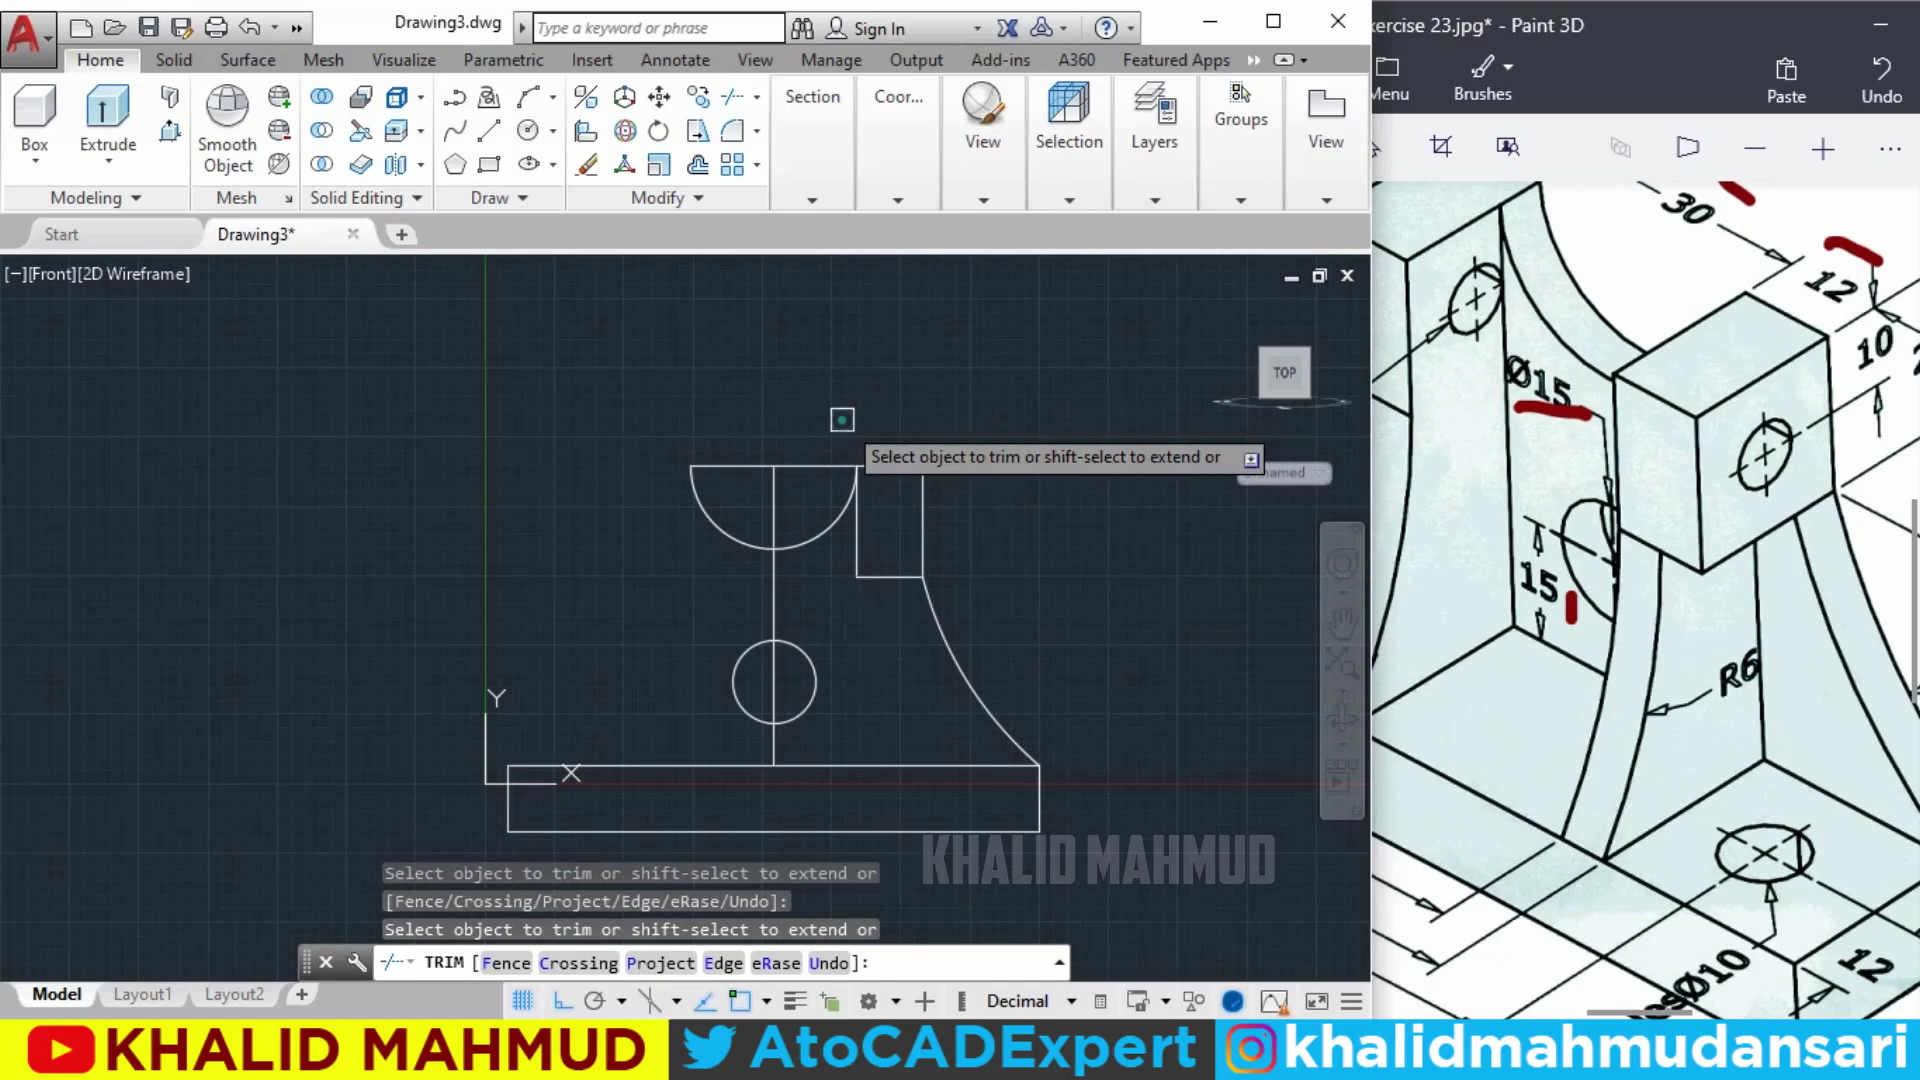 Drawing3.dwg
Type a keyword or phrase
Sign In
xercise 23.jpg* - Paint 3D
Home Solid Surface Mesh Visualize Parametric Insert Annotate View Manage Output Add-ins A360 Featured Apps
Menu
Brushes
Paste
Undo
Box
Extrude
Smooth
Object
Section
Coor...
View
Selection
Layers
Groups
View
Modeling
Mesh
Solid Editing
Draw
Modify
Start
Drawing3*
[−][Front][2D Wireframe]
TOP
Select object to trim or shift-select to extend or
Y
X
30
12
10
Ø15
15
R6
Ø10
12
KHALID MAHMUD
Select object to trim or shift-select to extend or
[Fence/Crossing/Project/Edge/eRase/Undo]:
Select object to trim or shift-select to extend or
TRIM [Fence Crossing Project Edge eRase Undo]:
Model
Layout1
Layout2
Decimal
KHALID MAHMUD
AtoCADExpert
khalidmahmudansari